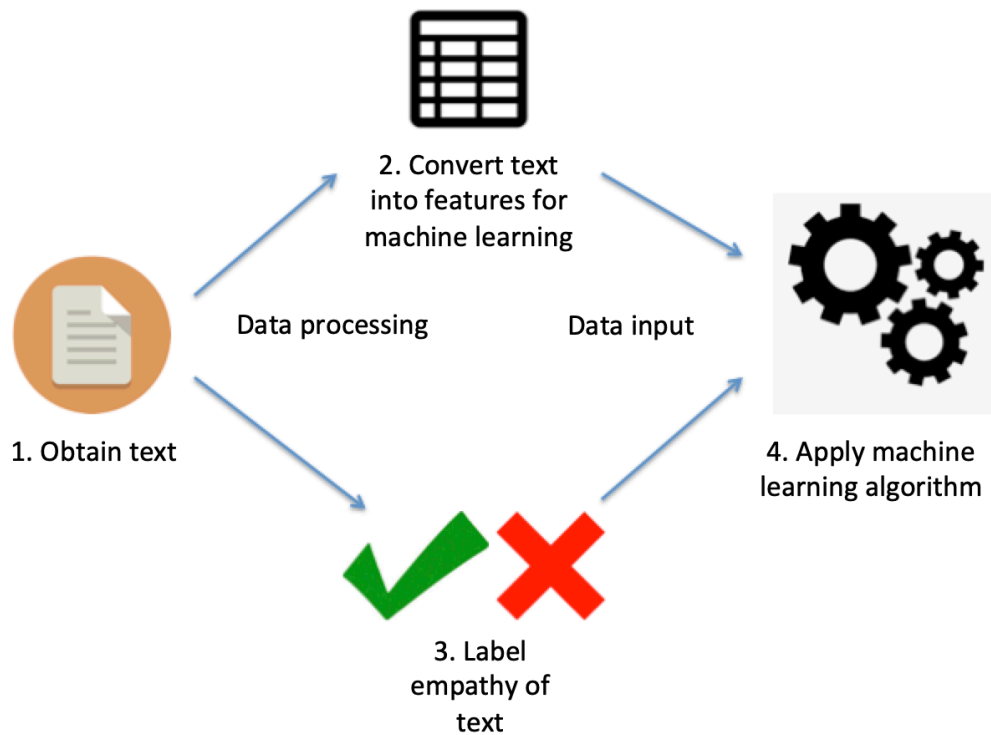 2. Convert text
into features for
machine learning
Data processing
Data input
1. Obtain text
4. Apply machine
learning algorithm
3. Label
empathy of
text